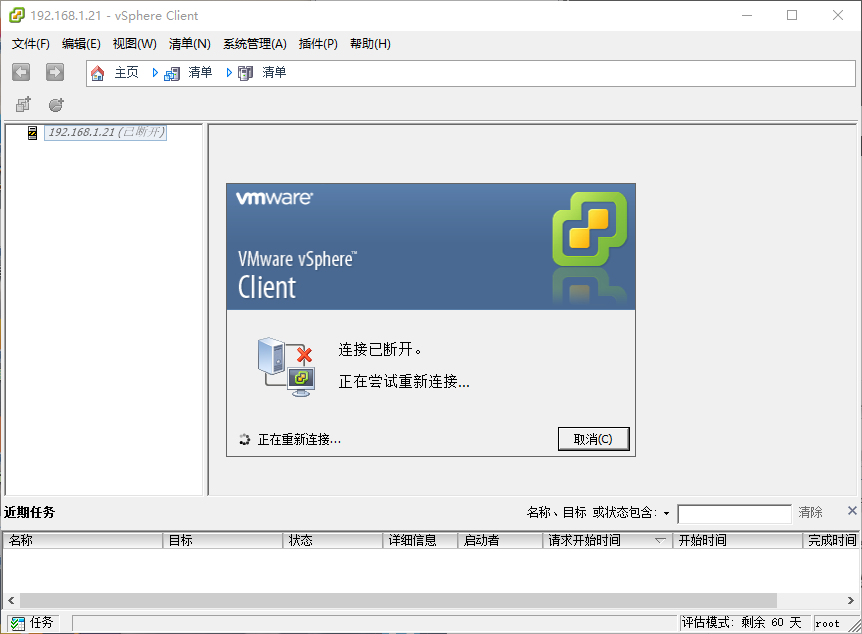 192.168.1.21 - vSphere Client
文件(F) 编辑(E) 视图(W) 清单(N) 系统管理(A) 插件(P) 帮助(H)
主页 清单 清单
192.168.1.21 (已断开)
vmware
VMware vSphere™
Client
连接已断开。
正在尝试重新连接...
正在重新连接... 取消(C)
近期任务 名称、目标 或状态包含: 清除
名称 目标 状态 详细信息 启动者 请求开始时间 开始时间 完成时间
任务 评估模式: 剩余 60 天 root